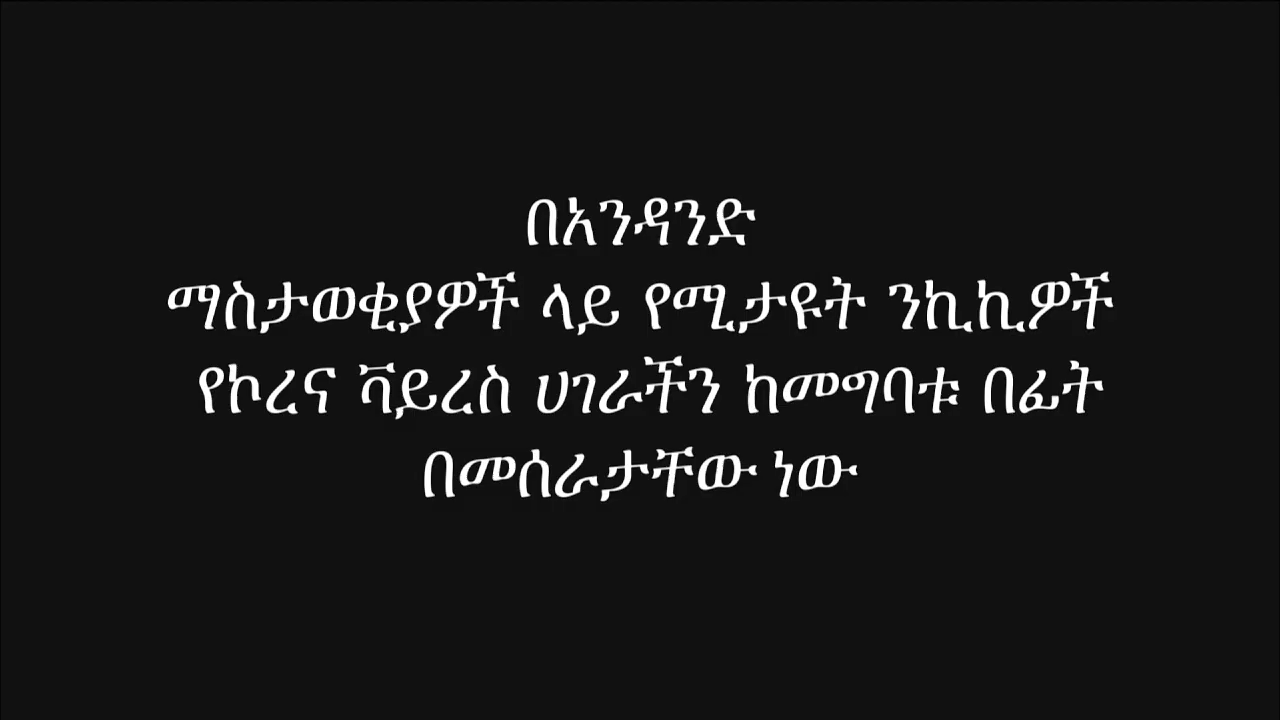 በአንዳንድ
ማስታወቂያዎች ላይ የሚታዩት ንኪኪዎች
የኮረና ቫይረስ ሀገራችን ከመግባቱ በፊት
በመሰራታቸው ነው